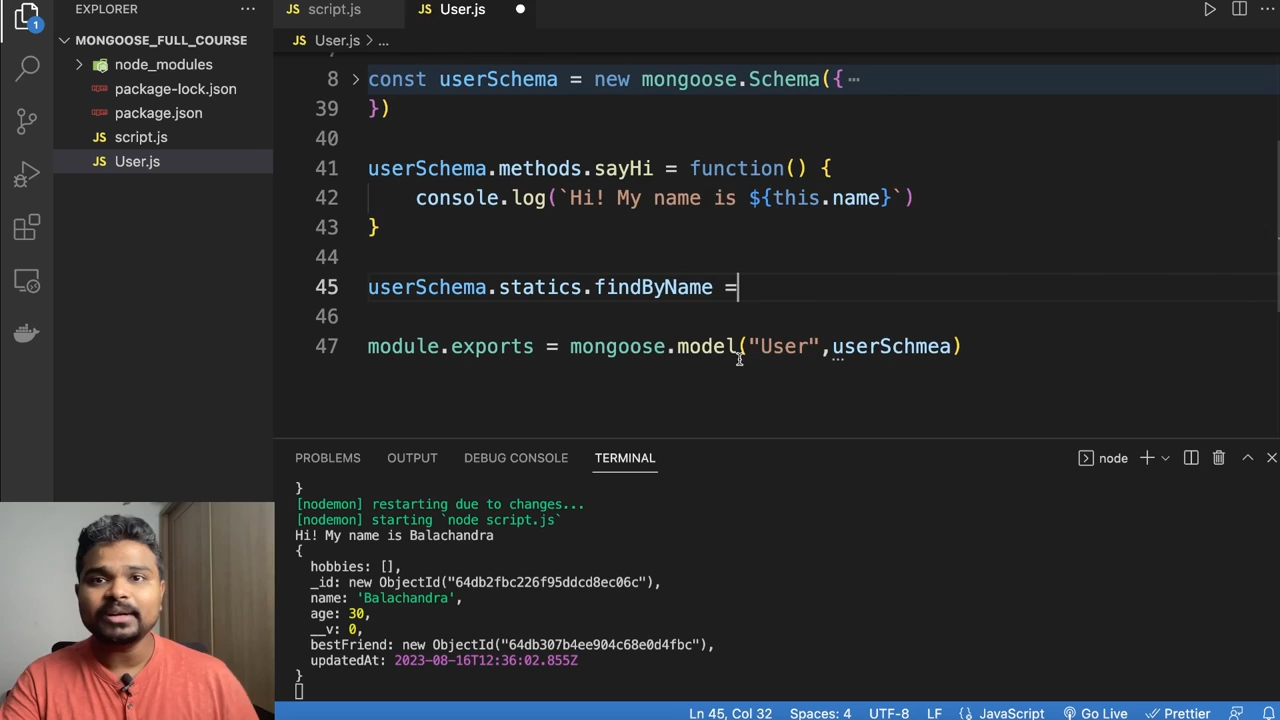 EXPLORER
MONGOOSE_FULL_COURSE
node_modules
package-lock.json
package.json
JS script.js
JS User.js
1
JS script.js
JS User.js
JS User.js > ...
8 const userSchema = new mongoose.Schema({ ⋯
39 })
40
41 userSchema.methods.sayHi = function() {
42 console.log(`Hi! My name is ${this.name}`)
43 }
44
45 userSchema.statics.findByName =
46
47 module.exports = mongoose.model("User",userSchmea)
PROBLEMS OUTPUT DEBUG CONSOLE TERMINAL
node
}
[nodemon] restarting due to changes...
[nodemon] starting `node script.js`
Hi! My name is Balachandra
{
hobbies: [],
_id: new ObjectId("64db2fbc226f95ddcd8ec06c"),
name: 'Balachandra',
age: 30,
__v: 0,
bestFriend: new ObjectId("64db307b4ee904c68e0d4fbc"),
updatedAt: 2023-08-16T12:36:02.855Z
}
Ln 45, Col 32 Spaces: 4 UTF-8 LF {} JavaScript Go Live Prettier